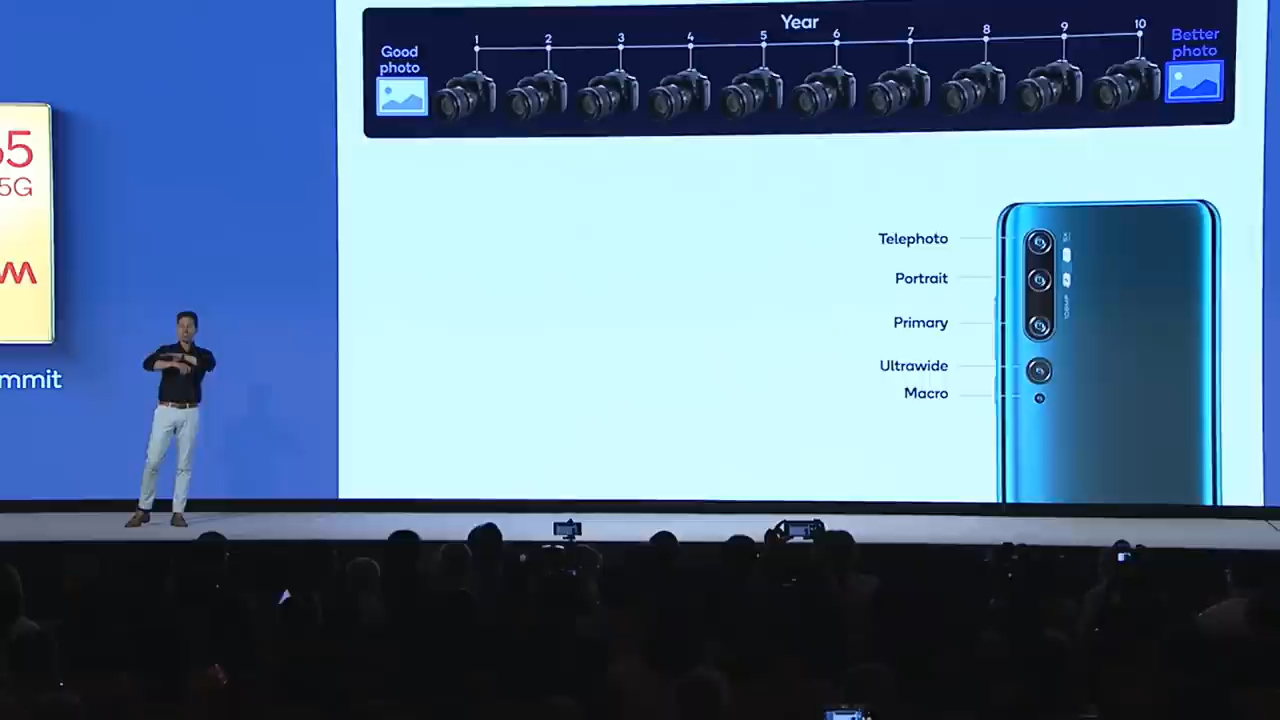 Year
1 2 3 4 5 6 7 8 9 10
Good
photo
Better
photo
5G
mmit
Telephoto
Portrait
Primary
Ultrawide
Macro